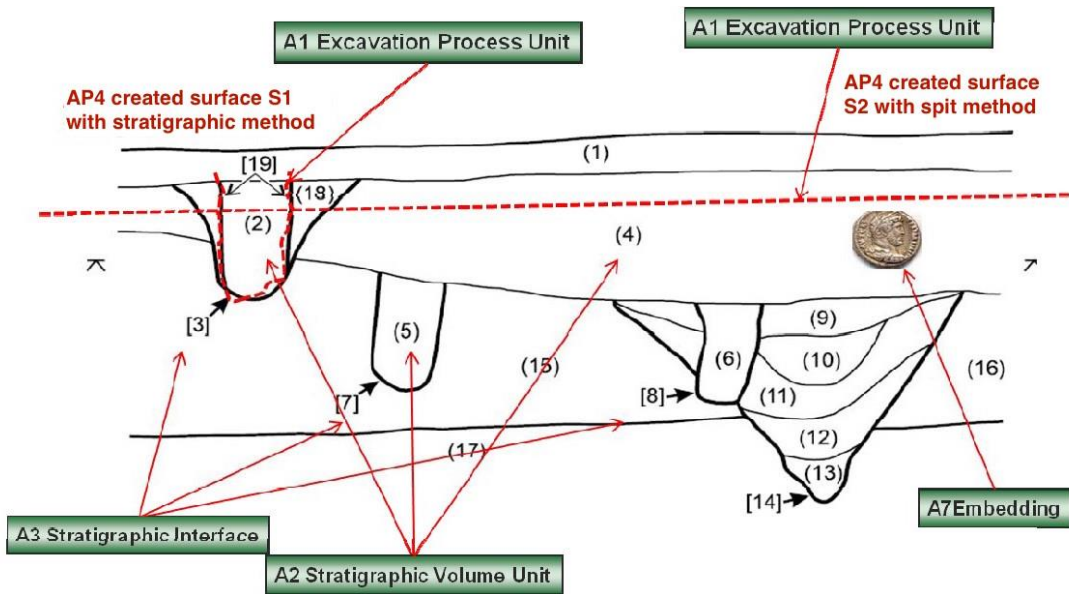 A1 Excavation Process Unit
A1 Excavation Process Unit
AP4 created surface S1
with stratigraphic method
AP4 created surface
S2 with spit method
(1)
[19]
(18)
(2)
(4)
[3]
(5)
(9)
(6)
(10)
(15)
(16)
[7]
[8]
(11)
(12)
(17)
(13)
[14]
A3 Stratigraphic Interface
A7Embedding
A2 Stratigraphic Volume Unit